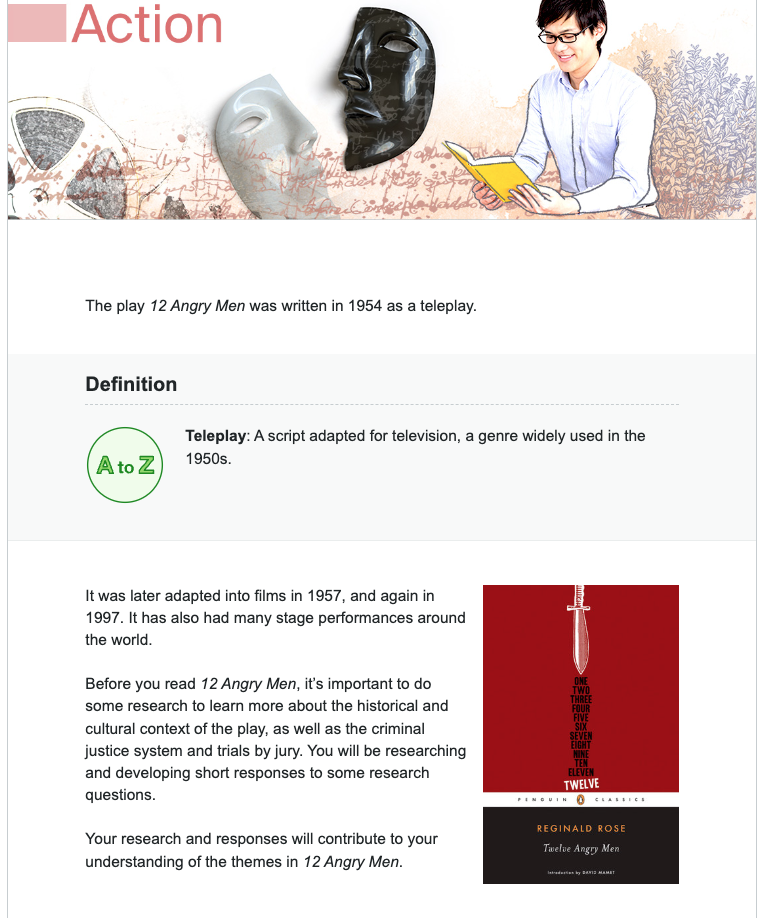 Action
The play 12 Angry Men was written in 1954 as a teleplay.
Definition
A to Z
Teleplay: A script adapted for television, a genre widely used in the
1950s.
It was later adapted into films in 1957, and again in
1997. It has also had many stage performances around
the world.
Before you read 12 Angry Men, it’s important to do
some research to learn more about the historical and
cultural context of the play, as well as the criminal
justice system and trials by jury. You will be researching
and developing short responses to some research
questions.
Your research and responses will contribute to your
understanding of the themes in 12 Angry Men.
ONE
TWO
THREE
FOUR
FIVE
SIX
SEVEN
EIGHT
NINE
TEN
ELEVEN
TWELVE
PENGUIN CLASSICS
REGINALD ROSE
Twelve Angry Men
Introduction by DAVID MAMET